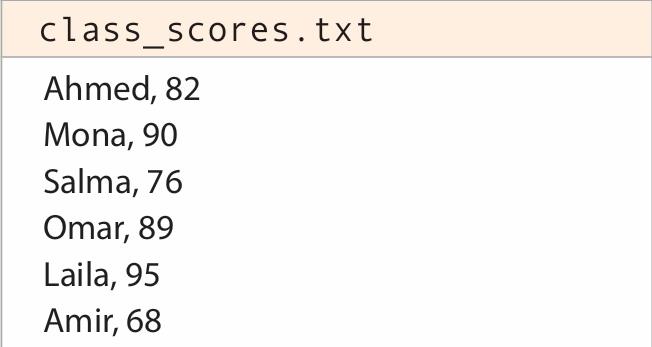 class_scores.txt
Ahmed, 82
Mona, 90
Salma, 76
Omar, 89
Laila, 95
Amir, 68